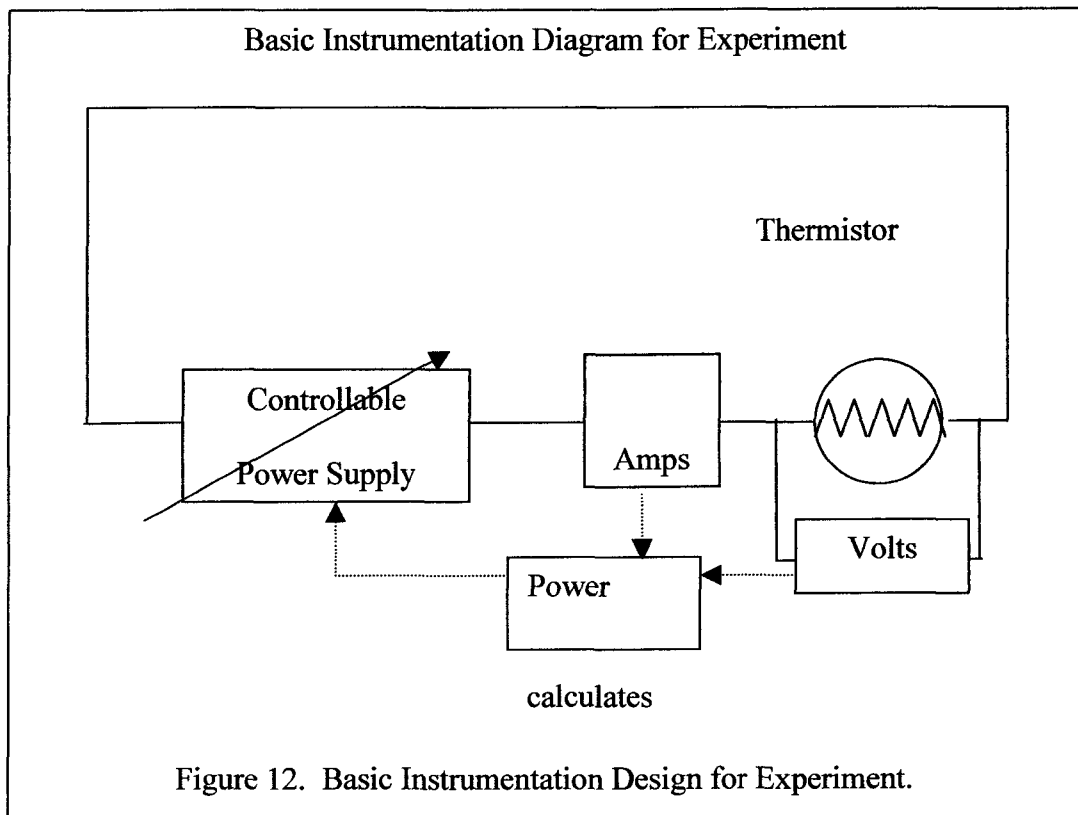 Basic Instrumentation Diagram for Experiment
Thermistor
Controllable
Power Supply
Amps
Volts
Power
calculates
Figure 12. Basic Instrumentation Design for Experiment.